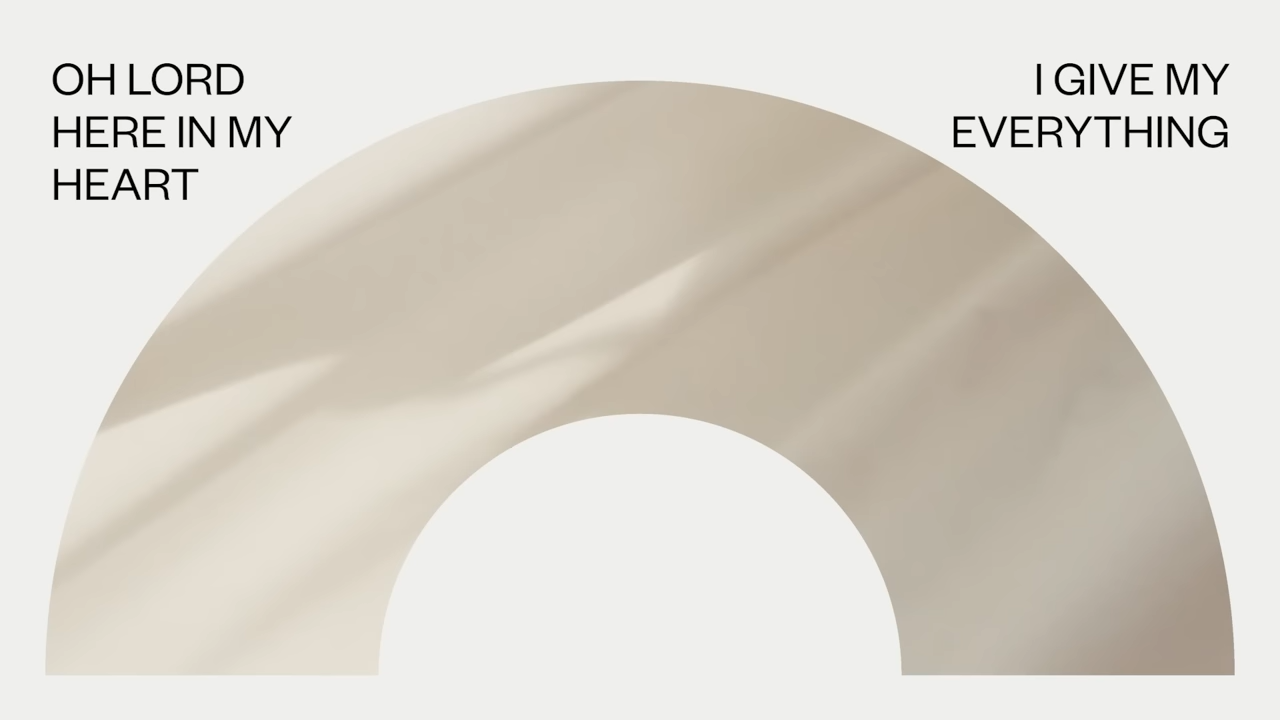 OH LORD
HERE IN MY
HEART
I GIVE MY
EVERYTHING